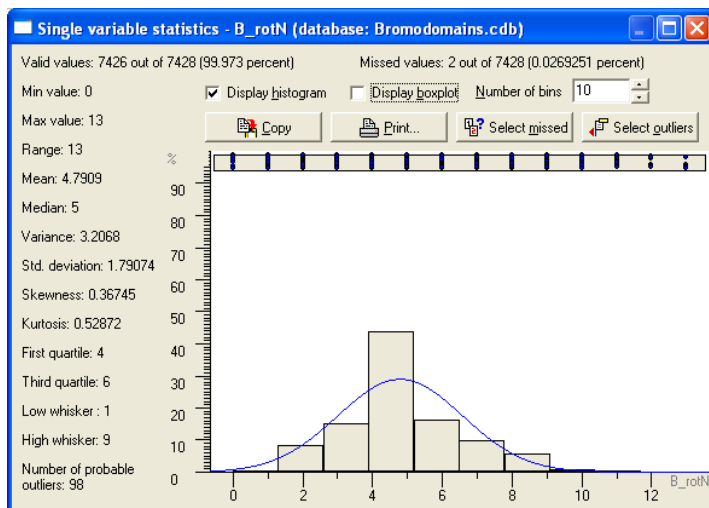 Single variable statistics - B_rotN (database: Bromodomains.cdb)
Valid values: 7426 out of 7428 (99.973 percent) Missed values: 2 out of 7428 (0.0269251 percent)
Min value: 0
Display histogram Display boxplot Number of bins 10
Max value: 13
Copy Print... Select missed Select outliers
Range: 13
Mean: 4.7909
Median: 5
Variance: 3.2068
Std. deviation: 1.79074
Skewness: 0.36745
Kurtosis: 0.52872
First quartile: 4
Third quartile: 6
Low whisker : 1
High whisker: 9
Number of probable
outliers: 98
%
90
80
70
60
50
40
30
20
10
0
0 2 4 6 8 10 12
B_rotN